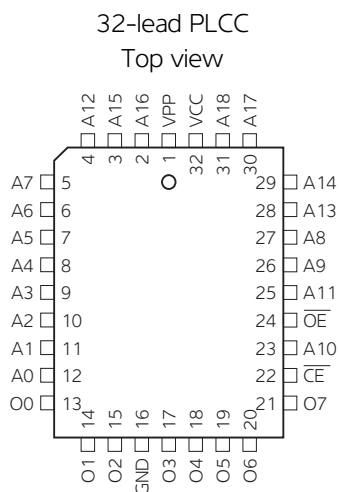 32-lead PLCC
Top view
A12 A15 A16 VPP VCC A18 A17
4 3 2 1 32 31 30
A7 5 29 A14
A6 6 28 A13
A5 7 27 A8
A4 8 26 A9
A3 9 25 A11
A2 10 24 OE
A1 11 23 A10
A0 12 22 CE
O0 13 21 O7
14 15 16 17 18 19 20
O1 O2 GND O3 O4 O5 O6